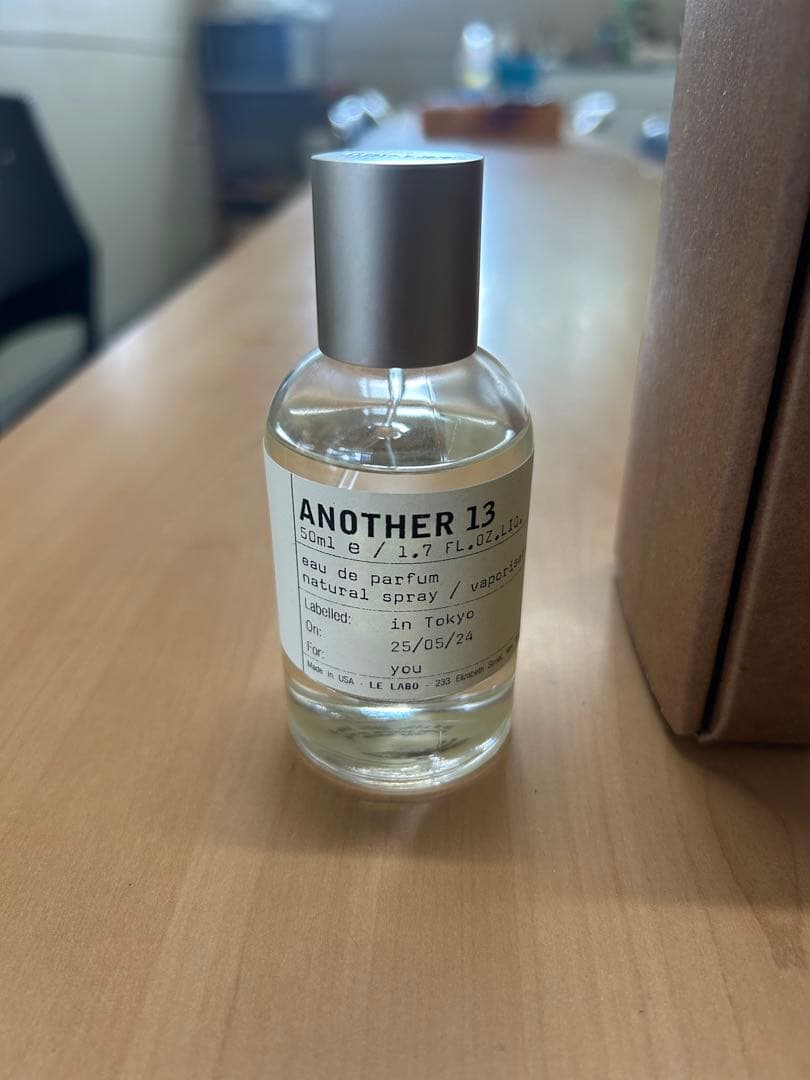 ANOTHER 13
50ml e / 1.7 FL.OZ.LIQ.
eau de parfum
natural spray / 
Labelled: in Tokyo
On: 25/05/24
For: you
Made in USA - LE LABO - 233 Elizabeth Street,